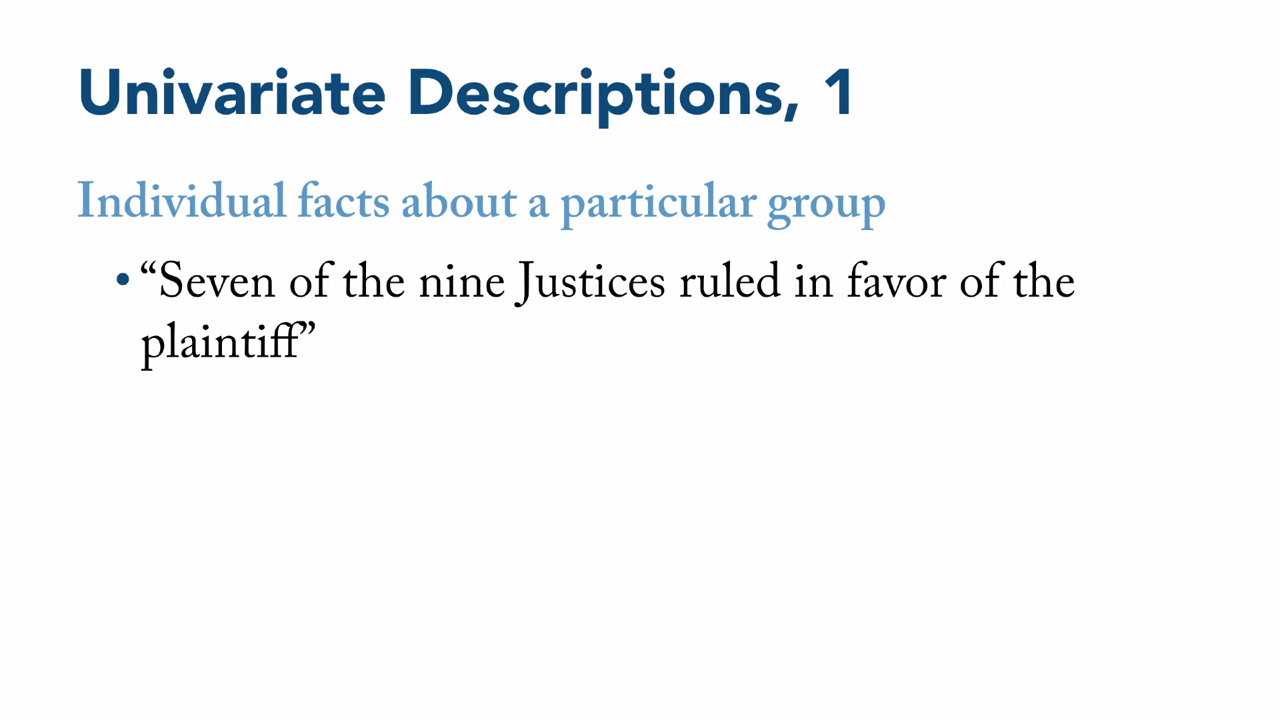 Univariate Descriptions, 1
Individual facts about a particular group
• “Seven of the nine Justices ruled in favor of the
plaintiff”